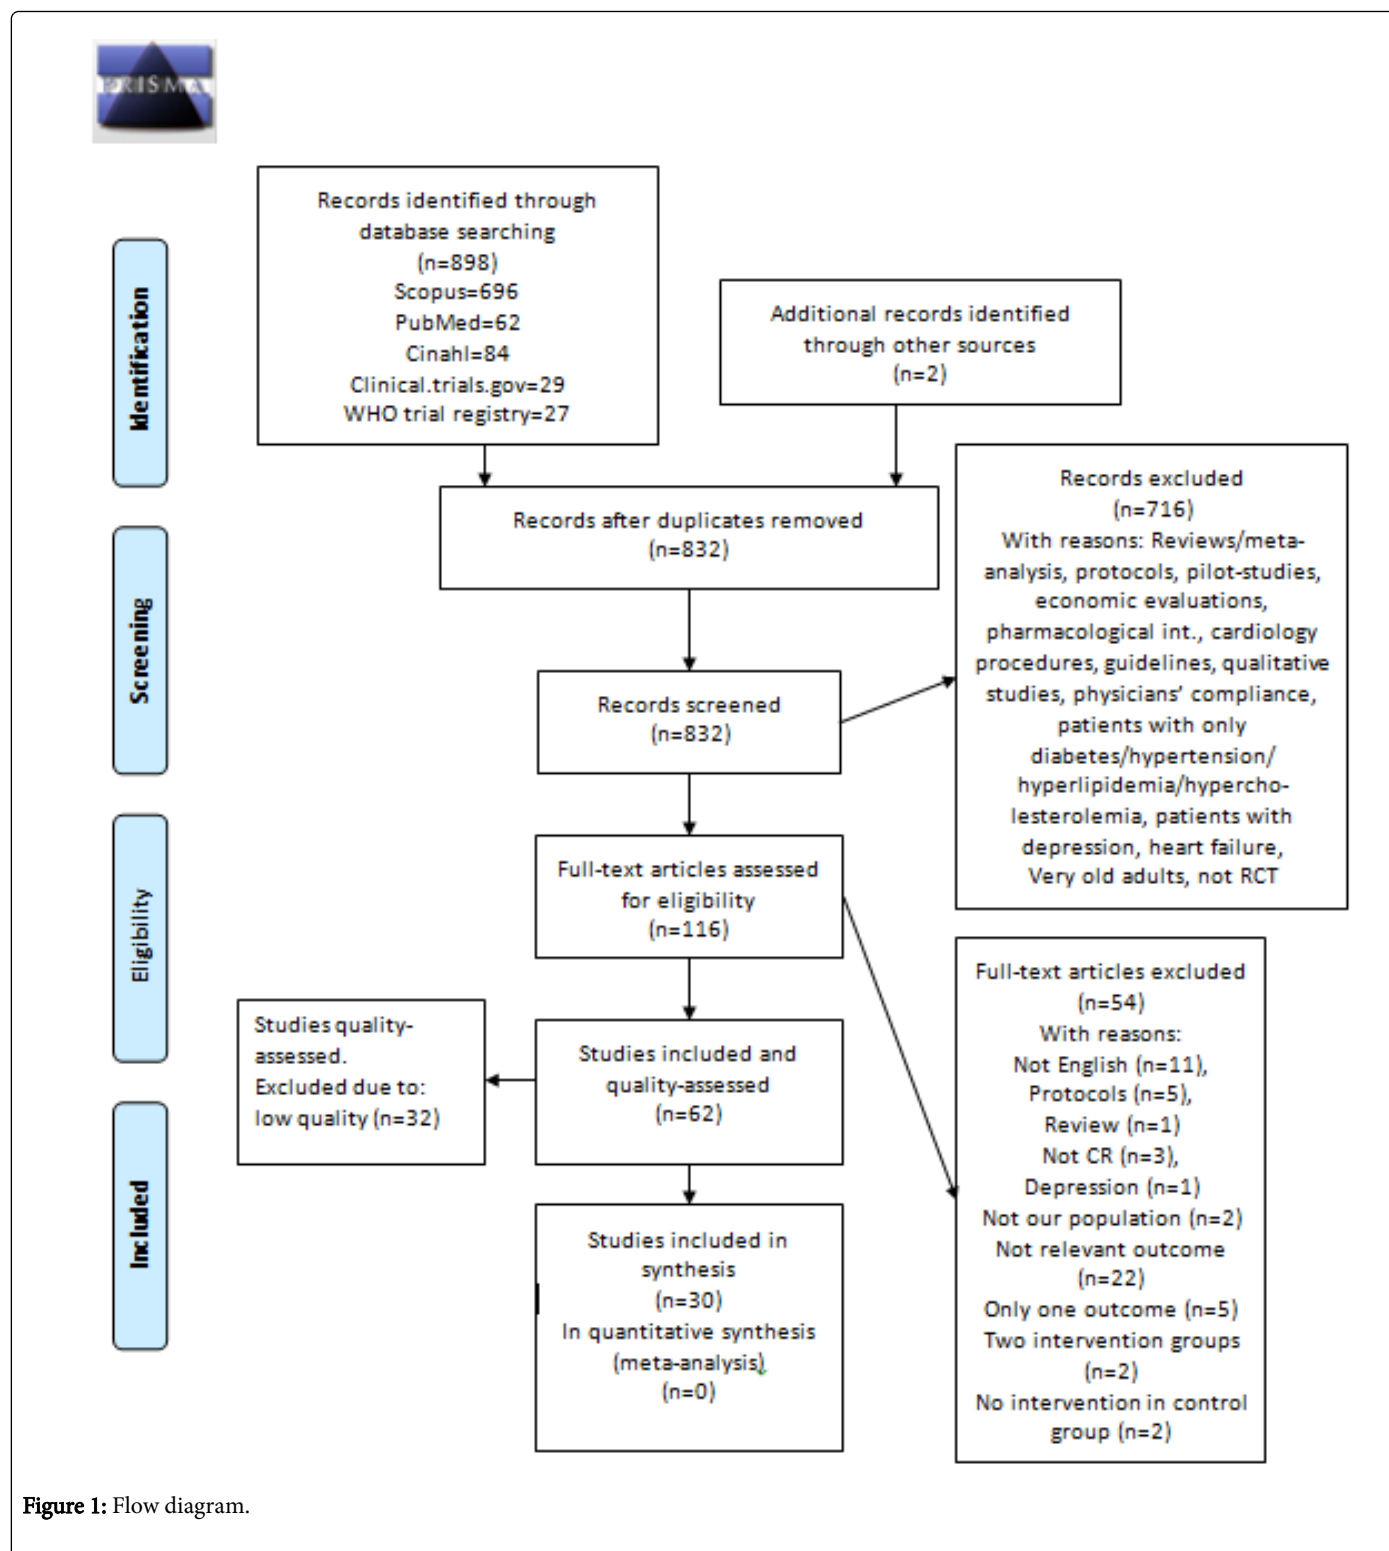 PRISMA
Identification
Screening
Eligibility
Included
Records identified through
database searching
(n=898)
Scopus=696
PubMed=62
Cinahl=84
Clinical.trials.gov=29
WHO trial registry=27
Additional records identified
through other sources
(n=2)
Records after duplicates removed
(n=832)
Records screened
(n=832)
Records excluded
(n=716)
With reasons: Reviews/meta-
analysis, protocols, pilot-studies,
economic evaluations,
pharmacological int., cardiology
procedures, guidelines, qualitative
studies, physicians’ compliance,
patients with only
diabetes/hypertension/
hyperlipidemia/hypercho-
lesterolemia, patients with
depression, heart failure,
Very old adults, not RCT
Full-text articles assessed
for eligibility
(n=116)
Full-text articles excluded
(n=54)
With reasons:
Not English (n=11),
Protocols (n=5),
Review (n=1)
Not CR (n=3),
Depression (n=1)
Not our population (n=2)
Not relevant outcome
(n=22)
Only one outcome (n=5)
Two intervention groups
(n=2)
No intervention in control
group (n=2)
Studies included and
quality-assessed
(n=62)
Studies quality-
assessed.
Excluded due to:
low quality (n=32)
Studies included in
synthesis
(n=30)
In quantitative synthesis
(meta-analysis)
(n=0)
Figure 1: Flow diagram.